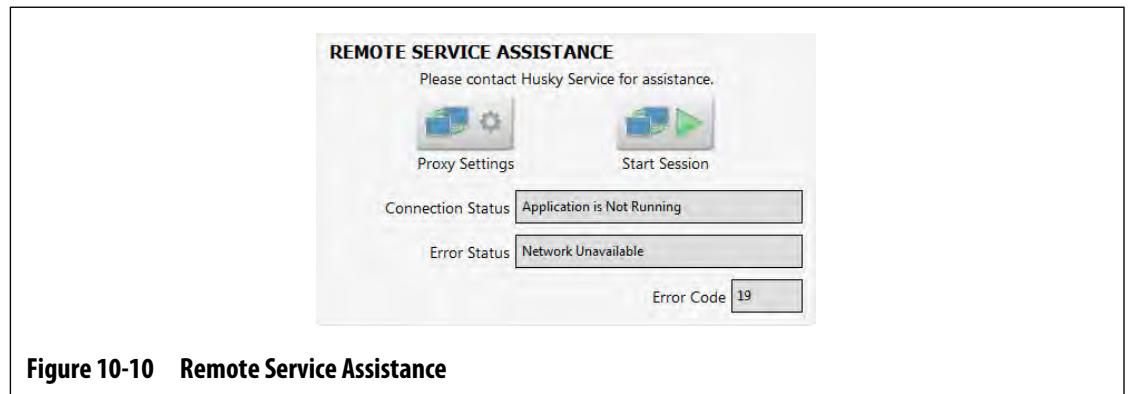 REMOTE SERVICE ASSISTANCE
Please contact Husky Service for assistance.
Proxy Settings
Start Session
Connection Status Application is Not Running
Error Status Network Unavailable
Error Code 19
Figure 10-10 Remote Service Assistance